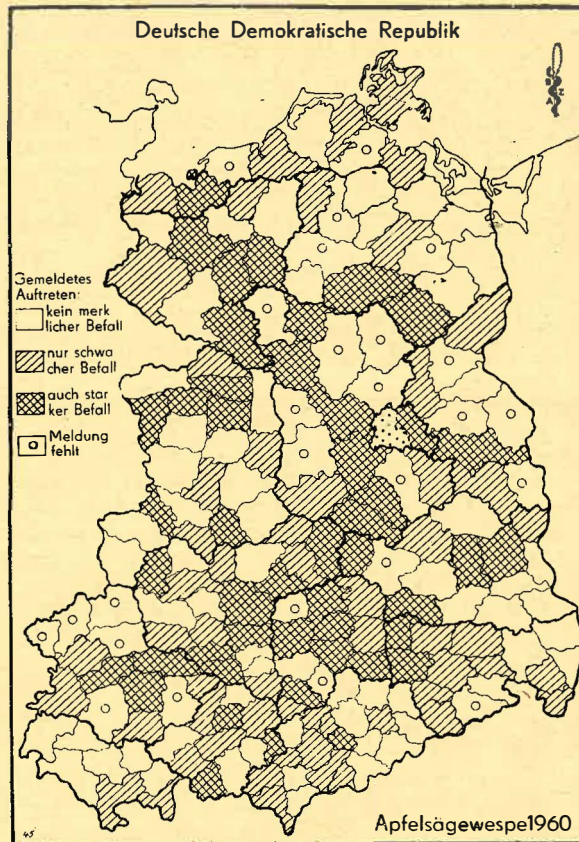 Deutsche Demokratische Republik
Gemeldetes
Auftreten:
kein merk
licher Befall
nur schwa
cher Befall
auch star
ker Befall
Meldung
fehlt
Apfelsägewespe 1960
45